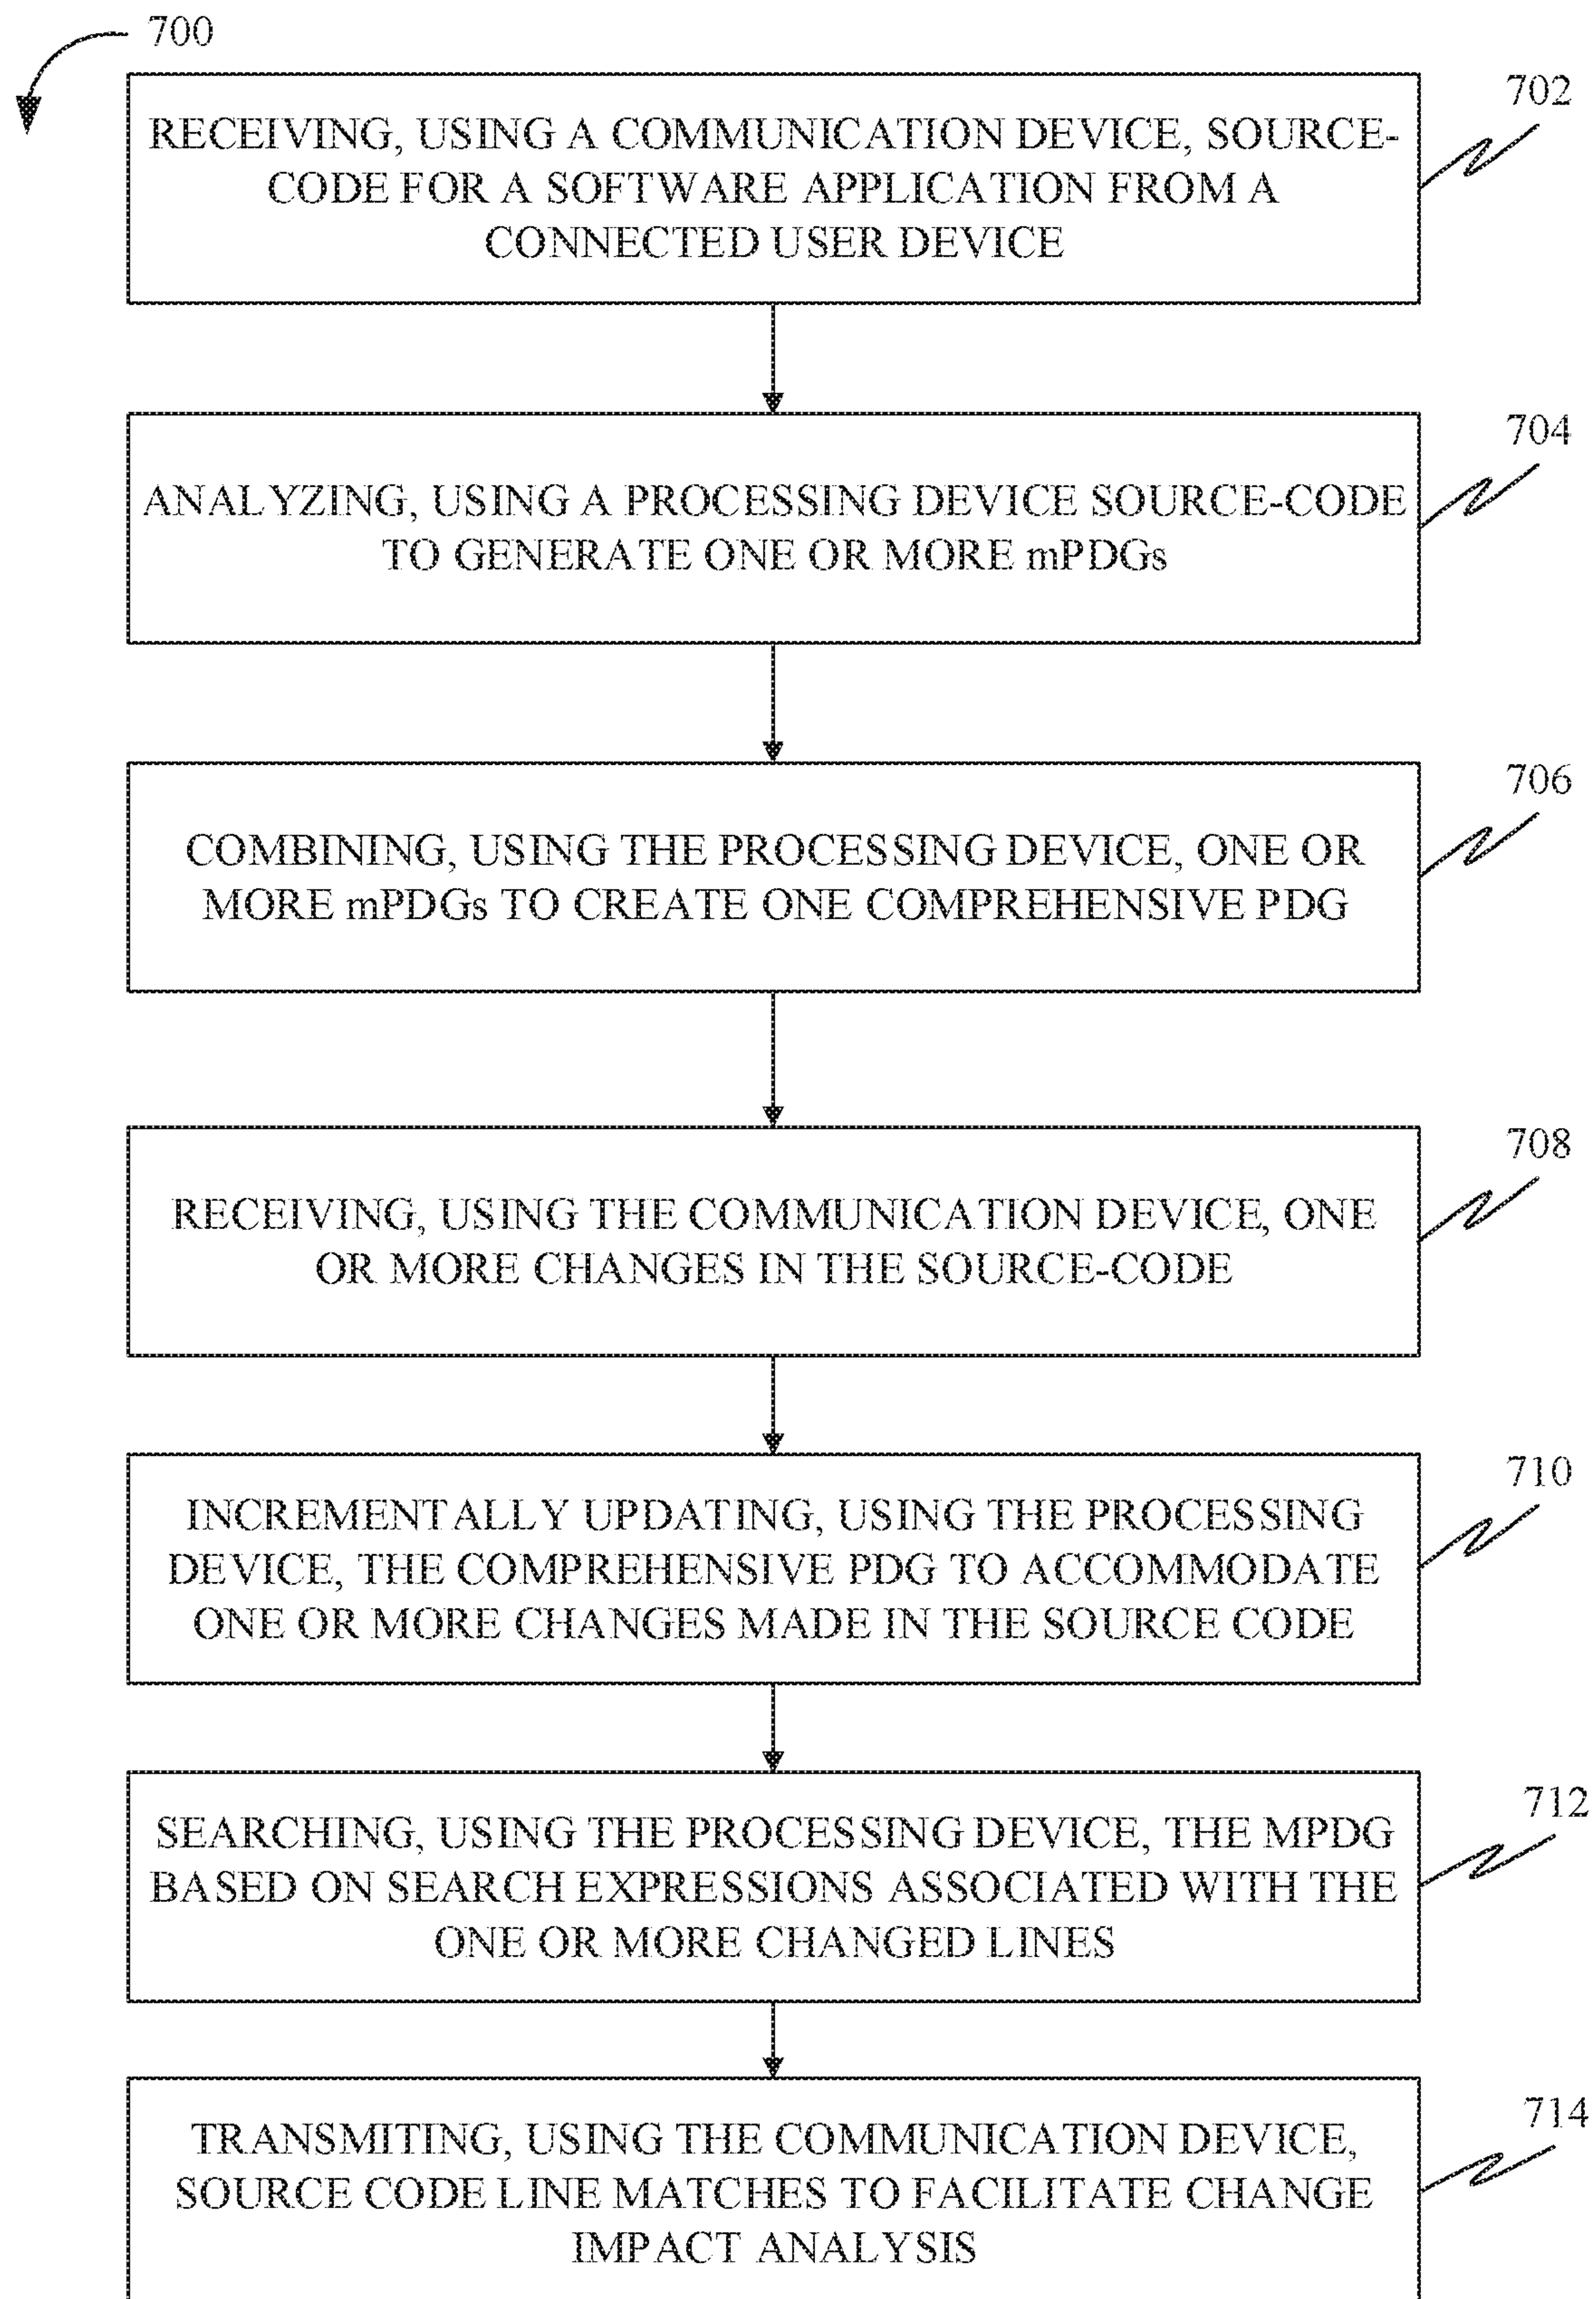 700
702
RECEIVING, USING A COMMUNICATION DEVICE, SOURCE-
CODE FOR A SOFTWARE APPLICATION FROM A
CONNECTED USER DEVICE
704
ANALYZING, USING A PROCESSING DEVICE SOURCE-CODE
TO GENERATE ONE OR MORE mPDGs
706
COMBINING, USING THE PROCESSING DEVICE, ONE OR
MORE mPDGs TO CREATE ONE COMPREHENSIVE PDG
708
RECEIVING, USING THE COMMUNICATION DEVICE, ONE
OR MORE CHANGES IN THE SOURCE-CODE
710
INCREMENTALLY UPDATING, USING THE PROCESSING
DEVICE, THE COMPREHENSIVE PDG TO ACCOMMODATE
ONE OR MORE CHANGES MADE IN THE SOURCE CODE
712
SEARCHING, USING THE PROCESSING DEVICE, THE MPDG
BASED ON SEARCH EXPRESSIONS ASSOCIATED WITH THE
ONE OR MORE CHANGED LINES
714
TRANSMITING, USING THE COMMUNICATION DEVICE,
SOURCE CODE LINE MATCHES TO FACILITATE CHANGE
IMPACT ANALYSIS